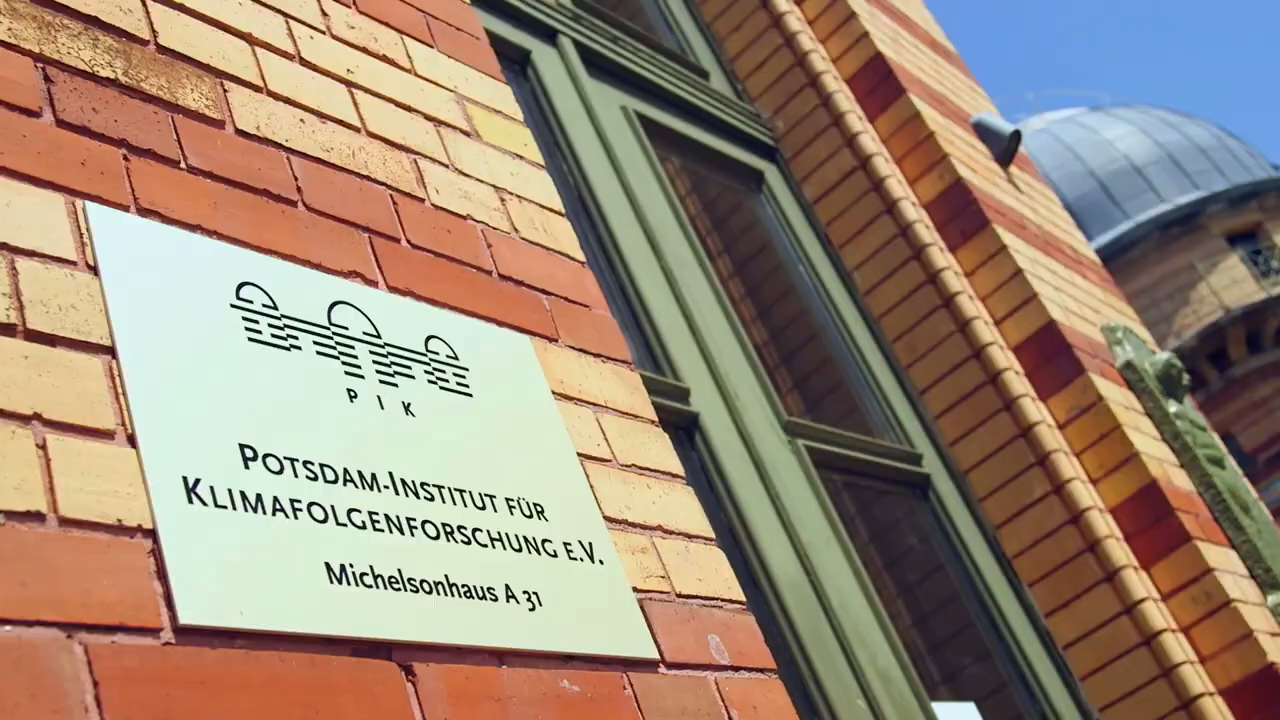 PIK
POTSDAM-INSTITUT FÜR
KLIMAFOLGENFORSCHUNG E.V.
Michelsonhaus A 31